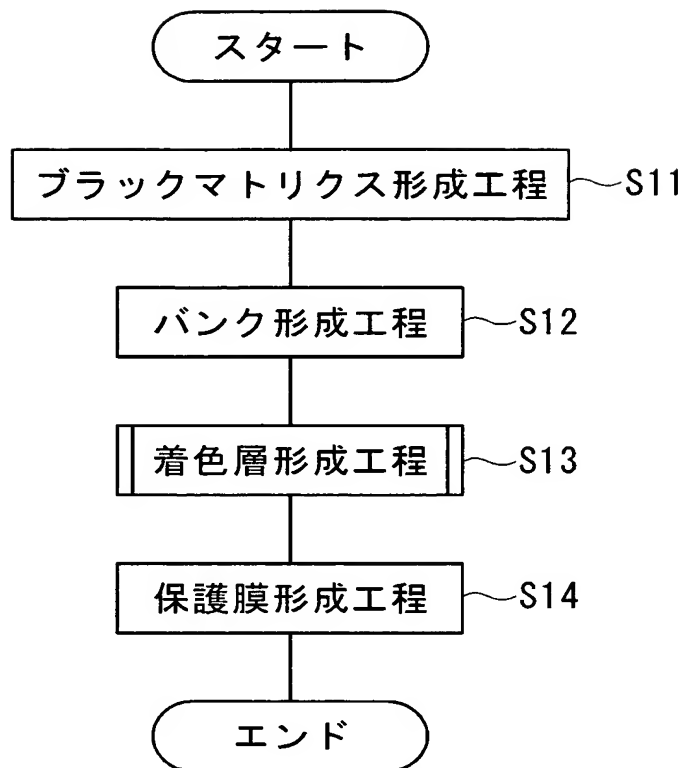 スタート
ブラックマトリクス形成工程 S11
バンク形成工程 S12
着色層形成工程 S13
保護膜形成工程 S14
エンド